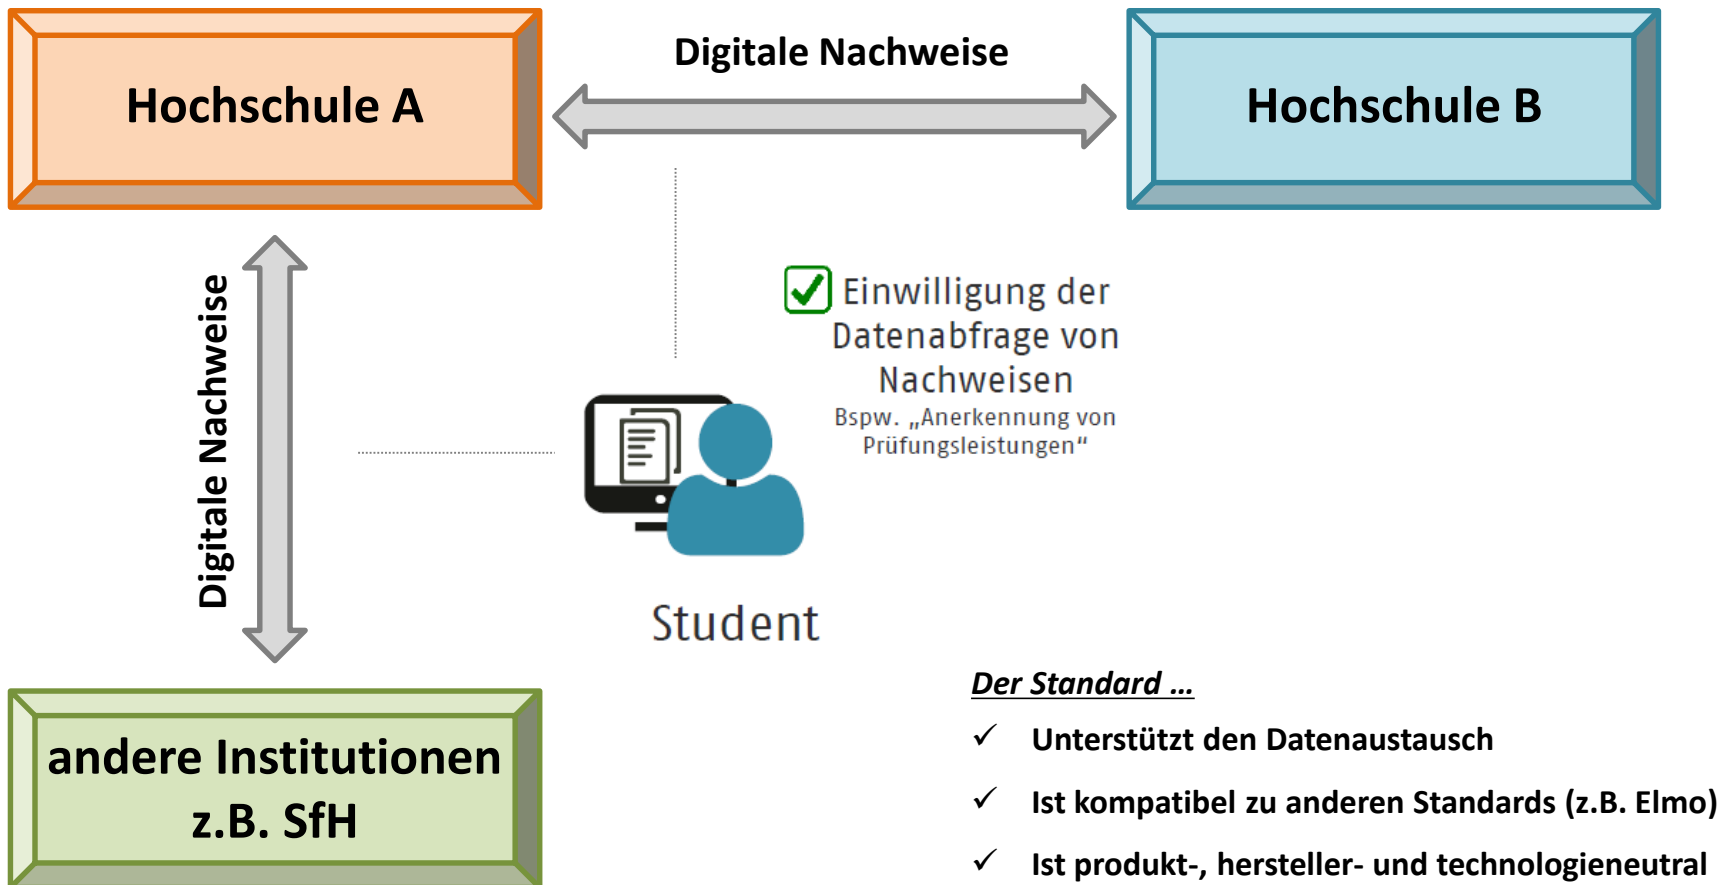 Digitale Nachweise
Hochschule A
Hochschule B
Digitale Nachweise
Einwilligung der
Datenabfrage von
Nachweisen
Bspw. „Anerkennung von
Prüfungsleistungen“
Student
andere Institutionen
z.B. SfH
Der Standard ...
✓ Unterstützt den Datenaustausch
✓ Ist kompatibel zu anderen Standards (z.B. Elmo)
✓ Ist produkt-, hersteller- und technologieneutral